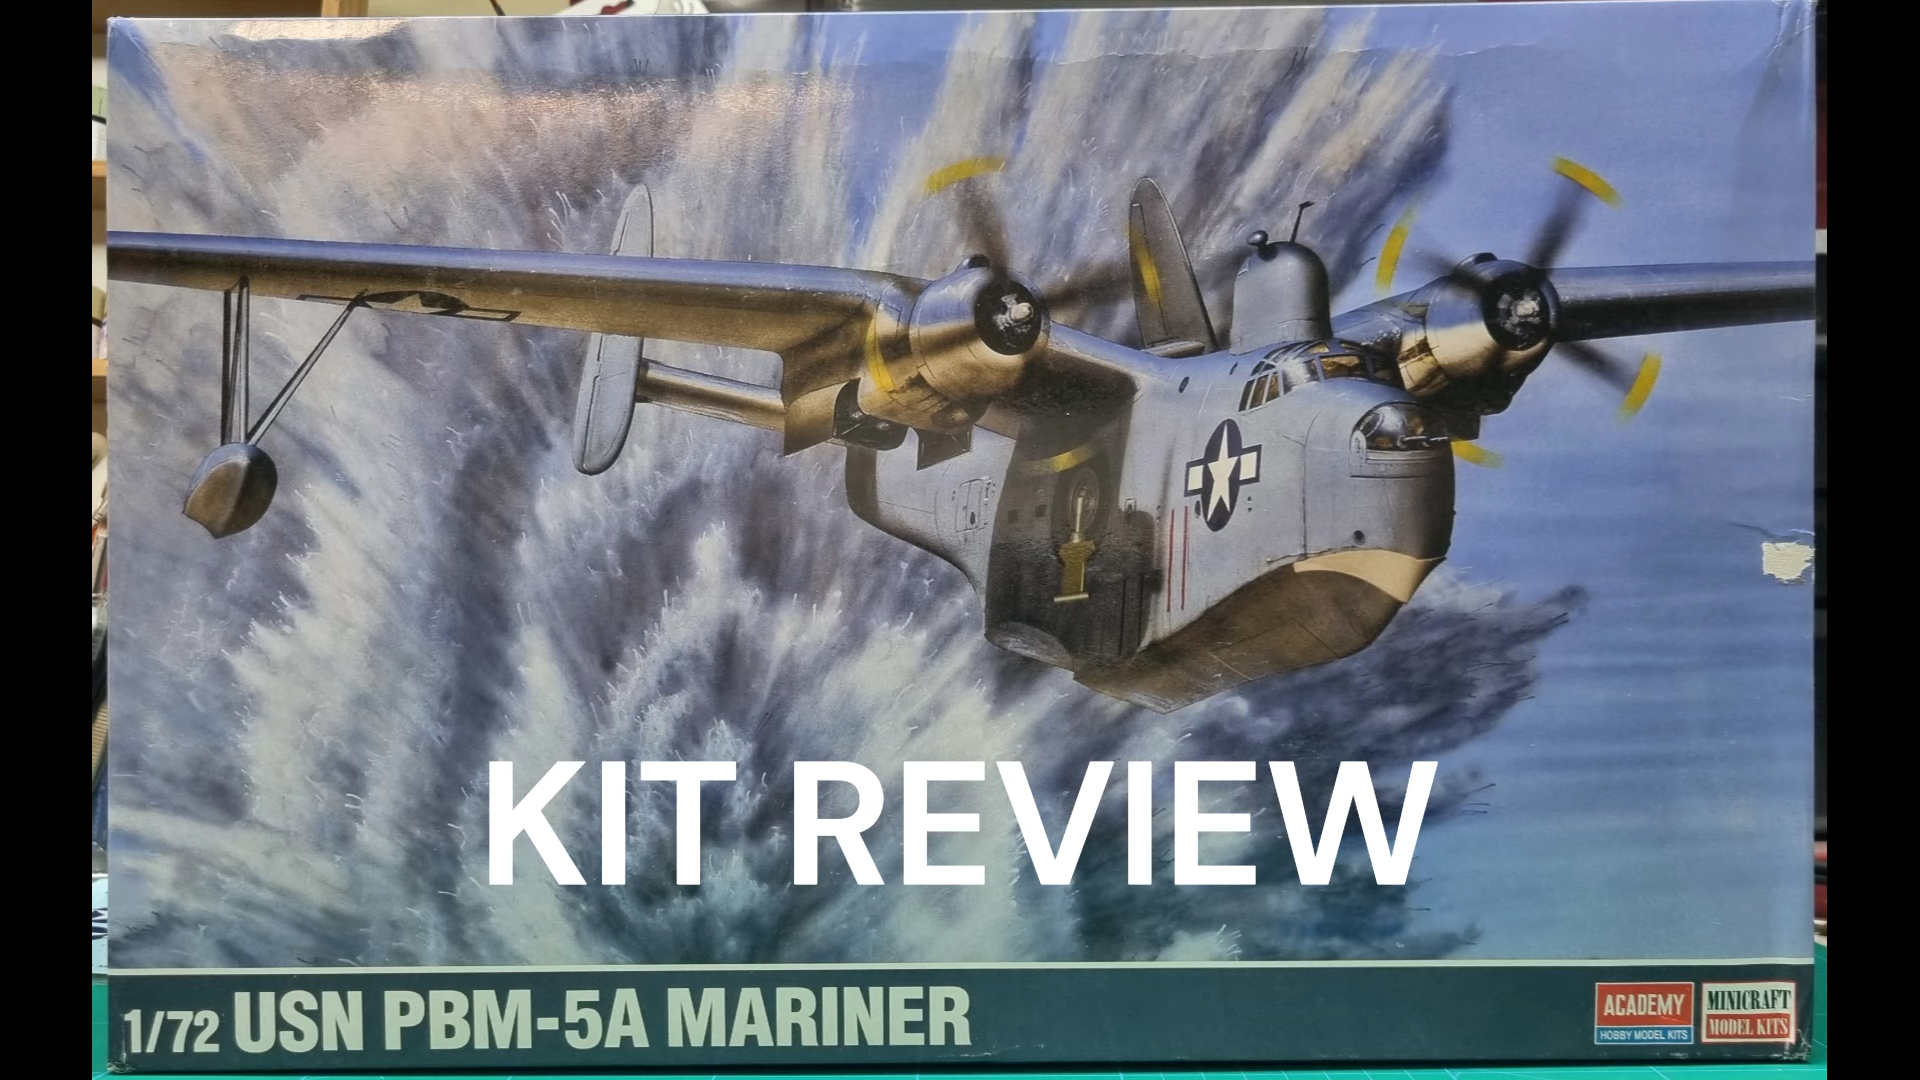 KIT REVIEW
1/72 USN PBM-5A MARINER
ACADEMY
HOBBY MODEL KITS
MINICRAFT
MODEL KITS